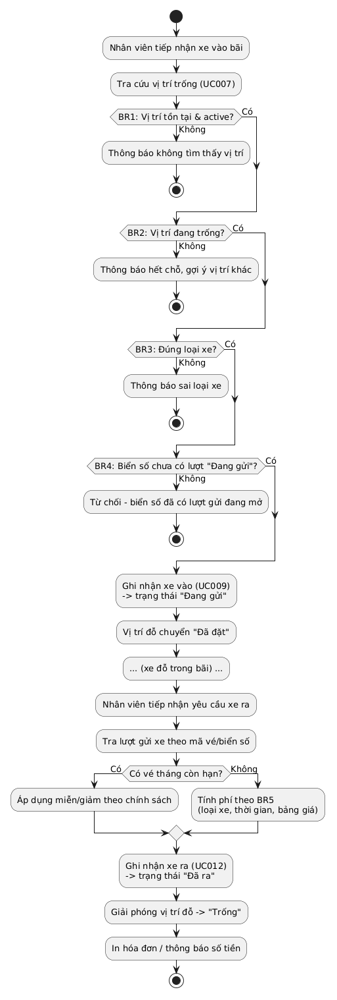 Nhân viên tiếp nhận xe vào bãi
Tra cứu vị trí trống (UC007)
BR1: Vị trí tồn tại & active?
Có
Không
Thông báo không tìm thấy vị trí
BR2: Vị trí đang trống?
Có
Không
Thông báo hết chỗ, gợi ý vị trí khác
BR3: Đúng loại xe?
Có
Không
Thông báo sai loại xe
BR4: Biển số chưa có lượt "Đang gửi"?
Có
Không
Từ chối - biển số đã có lượt gửi đang mở
Ghi nhận xe vào (UC009)
-> trạng thái "Đang gửi"
Vị trí đỗ chuyển "Đã đặt"
... (xe đỗ trong bãi) ...
Nhân viên tiếp nhận yêu cầu xe ra
Tra lượt gửi xe theo mã vé/biển số
Có
Có vé tháng còn hạn?
Không
Áp dụng miễn/giảm theo chính sách
Tính phí theo BR5
(loại xe, thời gian, bảng giá)
Ghi nhận xe ra (UC012)
-> trạng thái "Đã ra"
Giải phóng vị trí đỗ -> "Trống"
In hóa đơn / thông báo số tiền